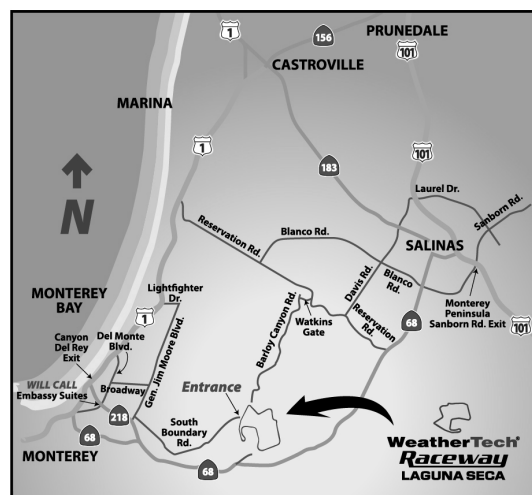 1
156
PRUNEDALE
101
CASTROVILLE
MARINA
1
101
183
N
Laurel Dr.
Sanborn Rd.
Reservation Rd.
Blanco Rd.
SALINAS
Davis Rd.
Blanco
Rd.
MONTEREY
BAY
Lightfighter
Dr.
1
Barloy Canyon Rd.
Watkins
Gate
Reservation
Rd.
68
Monterey
Peninsula
Sanborn Rd. Exit
101
Canyon
Del Rey
Exit
Del Monte
Blvd.
Gen. Jim Moore Blvd.
WILL CALL
Embassy Suites
Broadway
Entrance
218
South
Boundary
Rd.
68
MONTEREY
68
WeatherTech
Raceway
LAGUNA SECA